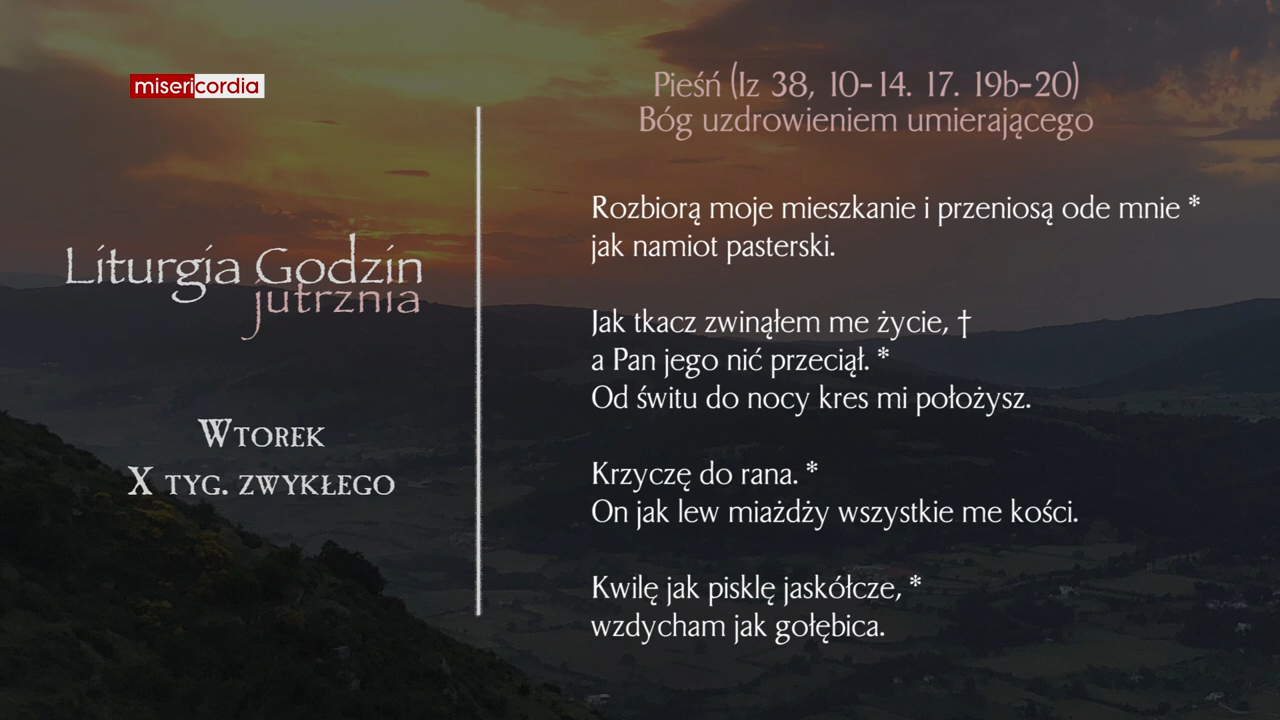 misericordia
Liturgia Godzin
jutrznia
Wtorek
X tyg. zwykłego
Pieśń (Iz 38, 10-14. 17. 19b-20)
Bóg uzdrowieniem umierającego
Rozbiorą moje mieszkanie i przeniosą ode mnie *
jak namiot pasterski.
Jak tkacz zwinąłem me życie, †
a Pan jego nić przeciął. *
Od świtu do nocy kres mi położysz.
Krzyczę do rana. *
On jak lew miażdży wszystkie me kości.
Kwilę jak pisklę jaskółcze, *
wzdycham jak gołębica.